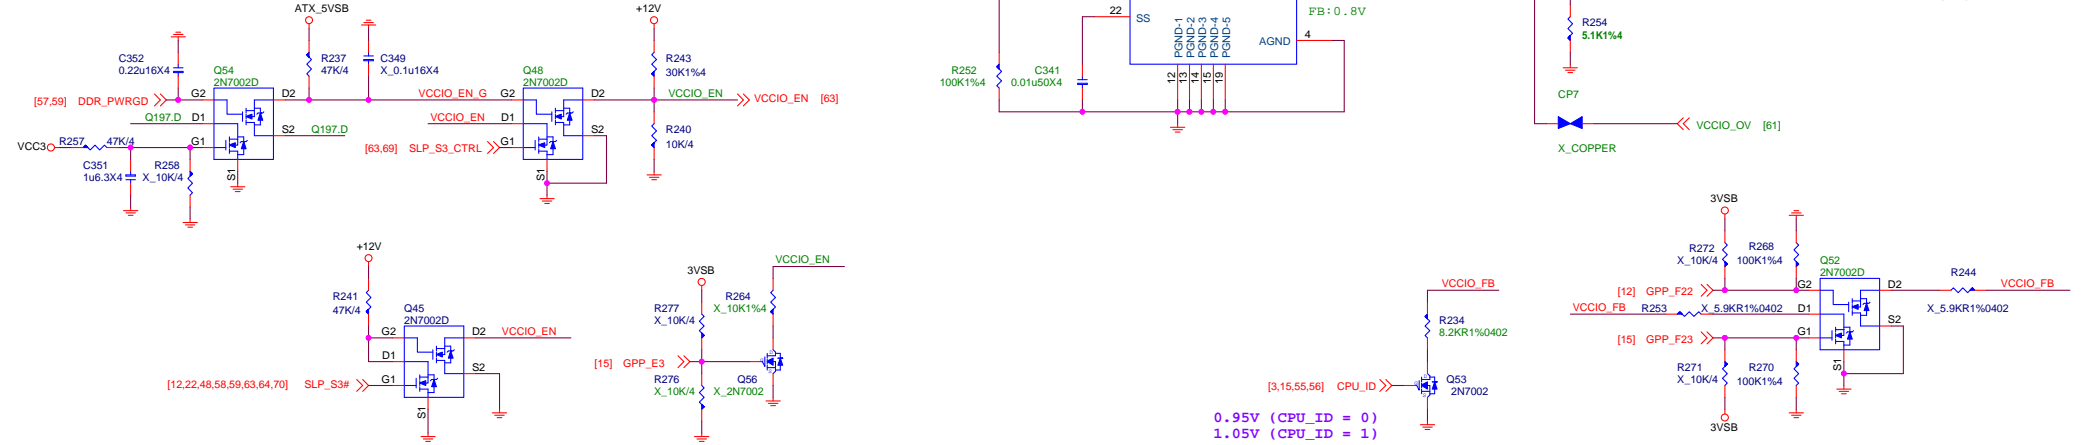 ATX_5VSB
+12V
C352
0.22u16X4
R237
47K/4
C349
X_0.1u16X4
R243
30K1%4
Q54
2N7002D
Q48
2N7002D
[57,59] DDR_PWRGD
G2
D2
VCCIO_EN_G
G2
D2
VCCIO_EN
VCCIO_EN [63]
Q197.D
D1
S2
Q197.D
VCCIO_EN
D1
S2
R240
10K/4
VCC3
R257
47K/4
G1
[63,69] SLP_S3_CTRL
G1
C351
1u6.3X4
R258
X_10K/4
S1
S1
22
SS
FB:0.8V
PGND-1
PGND-2
PGND-3
PGND-4
PGND-5
AGND
4
12
13
14
15
19
R252
100K1%4
C341
0.01u50X4
R254
5.1K1%4
CP7
VCCIO_OV [61]
X_COPPER
+12V
R241
47K/4
Q45
2N7002D
G2
D2
VCCIO_EN
D1
S2
[12,22,48,58,59,63,64,70] SLP_S3#
G1
S1
3VSB
VCCIO_EN
R277
X_10K/4
R264
X_10K1%4
[15] GPP_E3
R276
X_10K/4
Q56
X_2N7002
VCCIO_FB
R234
8.2KR1%0402
[3,15,55,56] CPU_ID
Q53
2N7002
0.95V (CPU_ID = 0)
1.05V (CPU_ID = 1)
3VSB
R272
X_10K/4
R268
100K1%4
Q52
2N7002D
[12] GPP_F22
G2
D2
R244
VCCIO_FB
X_5.9KR1%0402
VCCIO_FB
R253
X_5.9KR1%0402
D1
S2
[15] GPP_F23
G1
S1
R271
X_10K/4
R270
100K1%4
3VSB